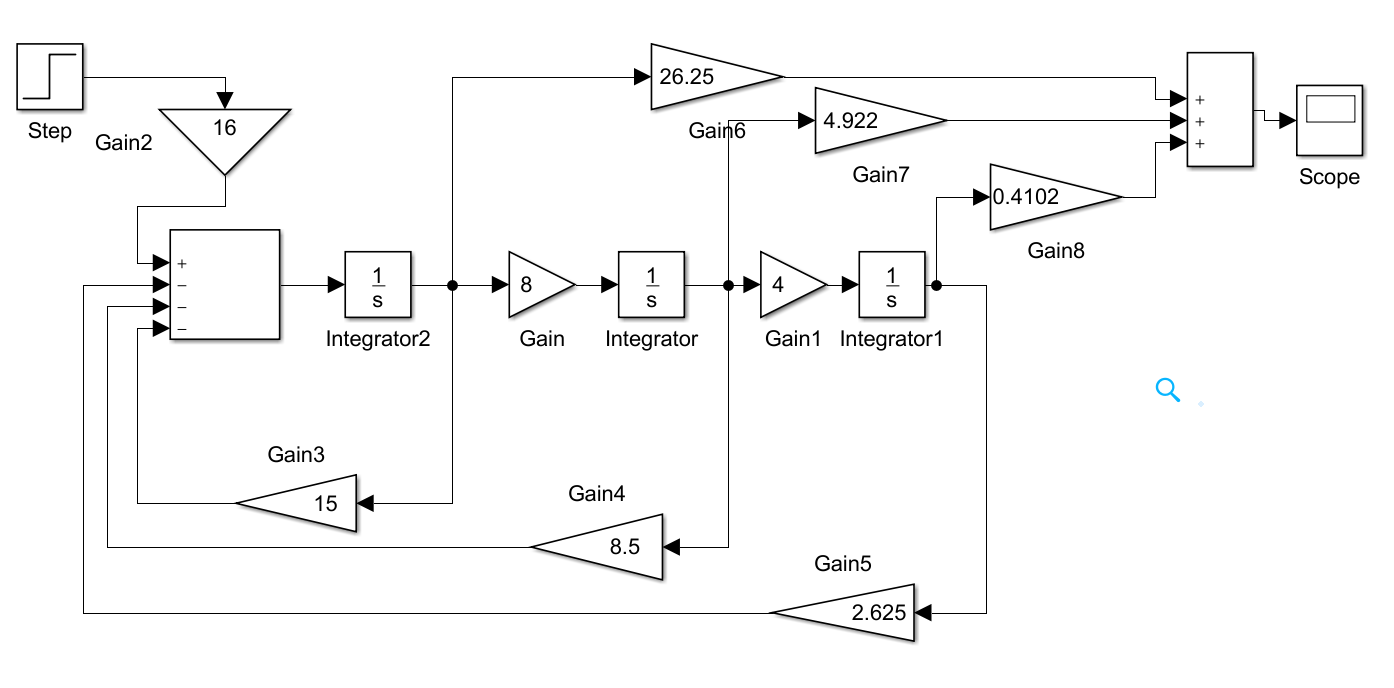 Step
Gain2
16
26.25
Gain6
4.922
Gain7
+
+
+
Scope
0.4102
Gain8
+
−
−
−
1
s
Integrator2
8
Gain
1
s
Integrator
4
Gain1
1
s
Integrator1
Gain3
15
Gain4
8.5
Gain5
2.625